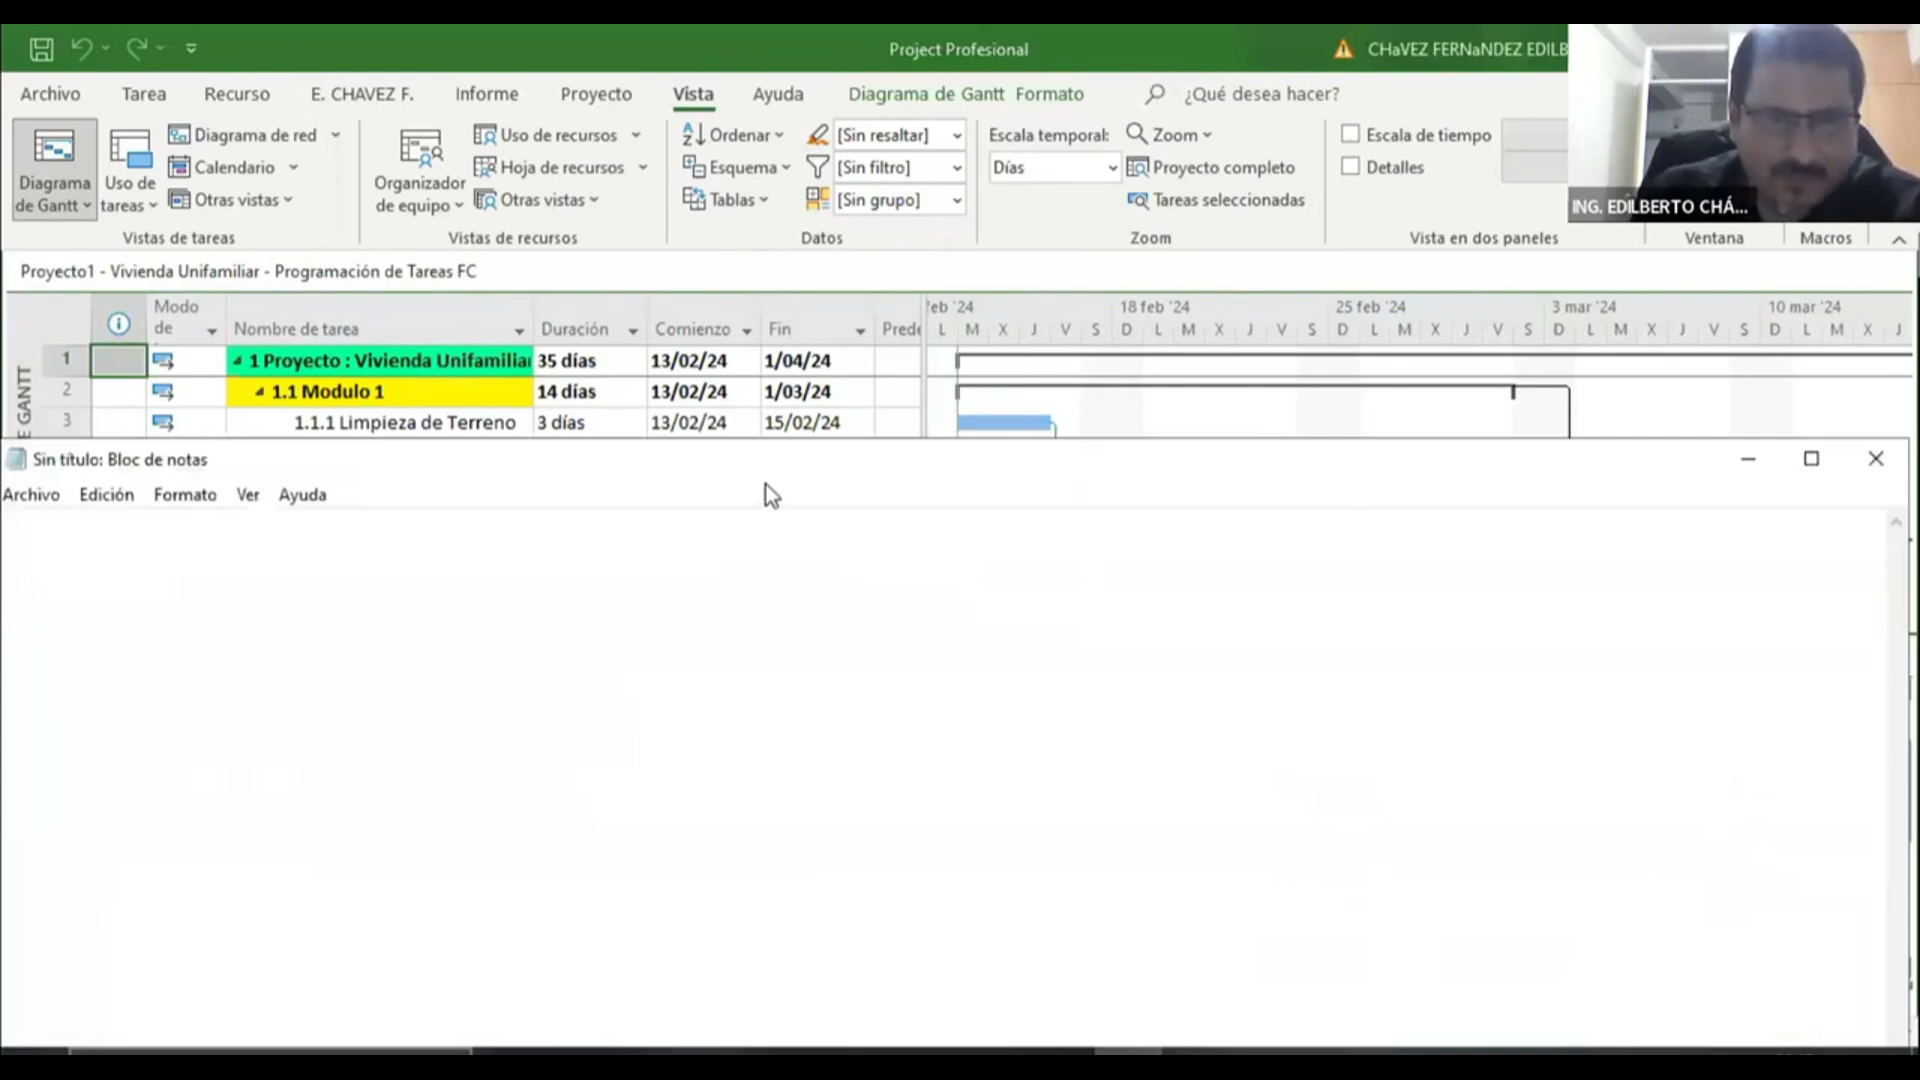 Project Profesional
CHaVEZ FERNaNDEZ EDILB
Archivo Tarea Recurso E. CHAVEZ F. Informe Proyecto Vista Ayuda Diagrama de Gantt Formato ¿Qué desea hacer?
Diagrama de Gantt
Uso de tareas
Diagrama de red
Calendario
Otras vistas
Vistas de tareas
Organizador de equipo
Uso de recursos
Hoja de recursos
Otras vistas
Vistas de recursos
Ordenar
Esquema
Tablas
[Sin resaltar]
[Sin filtro]
[Sin grupo]
Datos
Escala temporal:
Días
Zoom
Proyecto completo
Tareas seleccionadas
Zoom
Escala de tiempo
Detalles
Vista en dos paneles
Ventana
Macros
ING. EDILBERTO CHÁ...
Proyecto1 - Vivienda Unifamiliar - Programación de Tareas FC
Modo de Nombre de tarea Duración Comienzo Fin Prede
eb '24 18 feb '24 25 feb '24 3 mar '24 10 mar '24
L M X J V S D L M X J V S D L M X J V S D L M X J V S D L M X J
1 1 Proyecto : Vivienda Unifamiliar 35 días 13/02/24 1/04/24
2 1.1 Modulo 1 14 días 13/02/24 1/03/24
3 1.1.1 Limpieza de Terreno 3 días 13/02/24 15/02/24
E GANTT
Sin título: Bloc de notas
Archivo Edición Formato Ver Ayuda